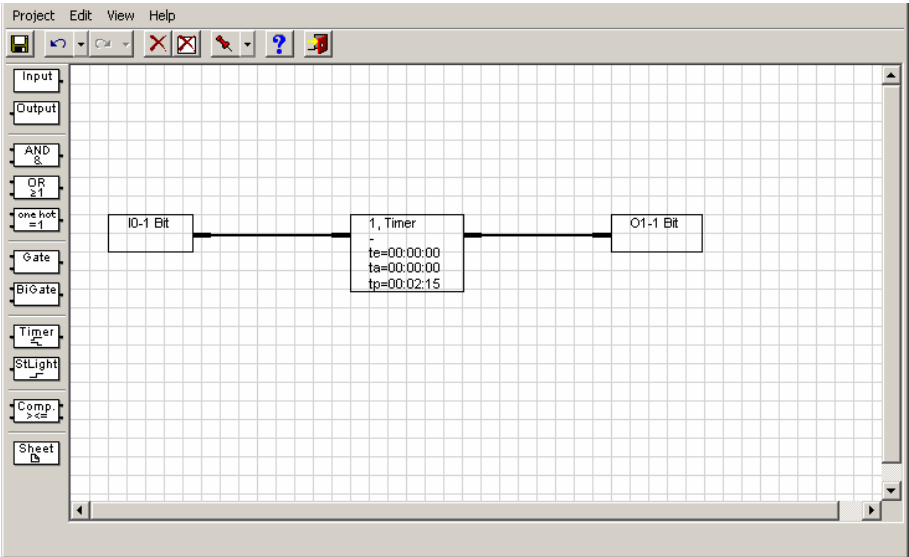 Project Edit View Help
?
Input
Output
AND
&
OR
≥1
one hot
=1
Gate
BiGate
Timer
StLight
Comp.
><=
Sheet
I0-1 Bit
1, Timer
-
te=00:00:00
ta=00:00:00
tp=00:02:15
O1-1 Bit